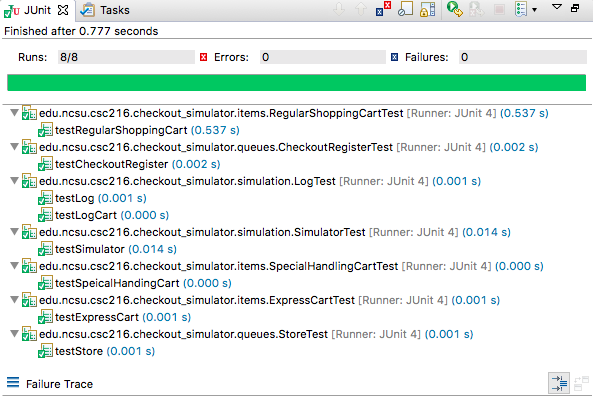 JUnit Tasks
Finished after 0.777 seconds
Runs: 8/8 Errors: 0 Failures: 0
edu.ncsu.csc216.checkout_simulator.items.RegularShoppingCartTest [Runner: JUnit 4] (0.537 s)
testRegularShoppingCart (0.537 s)
edu.ncsu.csc216.checkout_simulator.queues.CheckoutRegisterTest [Runner: JUnit 4] (0.002 s)
testCheckoutRegister (0.002 s)
edu.ncsu.csc216.checkout_simulator.simulation.LogTest [Runner: JUnit 4] (0.001 s)
testLog (0.001 s)
testLogCart (0.000 s)
edu.ncsu.csc216.checkout_simulator.simulation.SimulatorTest [Runner: JUnit 4] (0.014 s)
testSimulator (0.014 s)
edu.ncsu.csc216.checkout_simulator.items.SpecialHandlingCartTest [Runner: JUnit 4] (0.000 s)
testSpeicalHandingCart (0.000 s)
edu.ncsu.csc216.checkout_simulator.items.ExpressCartTest [Runner: JUnit 4] (0.001 s)
testExpressCart (0.001 s)
edu.ncsu.csc216.checkout_simulator.queues.StoreTest [Runner: JUnit 4] (0.001 s)
testStore (0.001 s)
Failure Trace